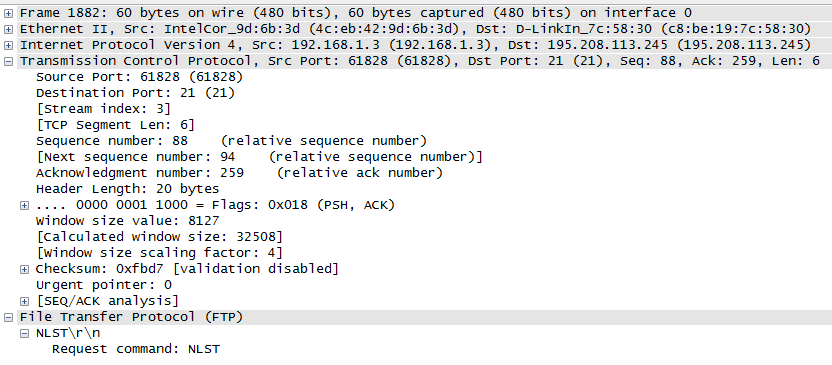 Frame 1882: 60 bytes on wire (480 bits), 60 bytes captured (480 bits) on interface 0
Ethernet II, Src: IntelCor_9d:6b:3d (4c:eb:42:9d:6b:3d), Dst: D-LinkIn_7c:58:30 (c8:be:19:7c:58:30)
Internet Protocol Version 4, Src: 192.168.1.3 (192.168.1.3), Dst: 195.208.113.245 (195.208.113.245)
Transmission Control Protocol, Src Port: 61828 (61828), Dst Port: 21 (21), Seq: 88, Ack: 259, Len: 6
Source Port: 61828 (61828)
Destination Port: 21 (21)
[Stream index: 3]
[TCP Segment Len: 6]
Sequence number: 88    (relative sequence number)
[Next sequence number: 94    (relative sequence number)]
Acknowledgment number: 259    (relative ack number)
Header Length: 20 bytes
.... 0000 0001 1000 = Flags: 0x018 (PSH, ACK)
Window size value: 8127
[Calculated window size: 32508]
[Window size scaling factor: 4]
Checksum: 0xfbd7 [validation disabled]
Urgent pointer: 0
[SEQ/ACK analysis]
File Transfer Protocol (FTP)
NLST\r\n
Request command: NLST